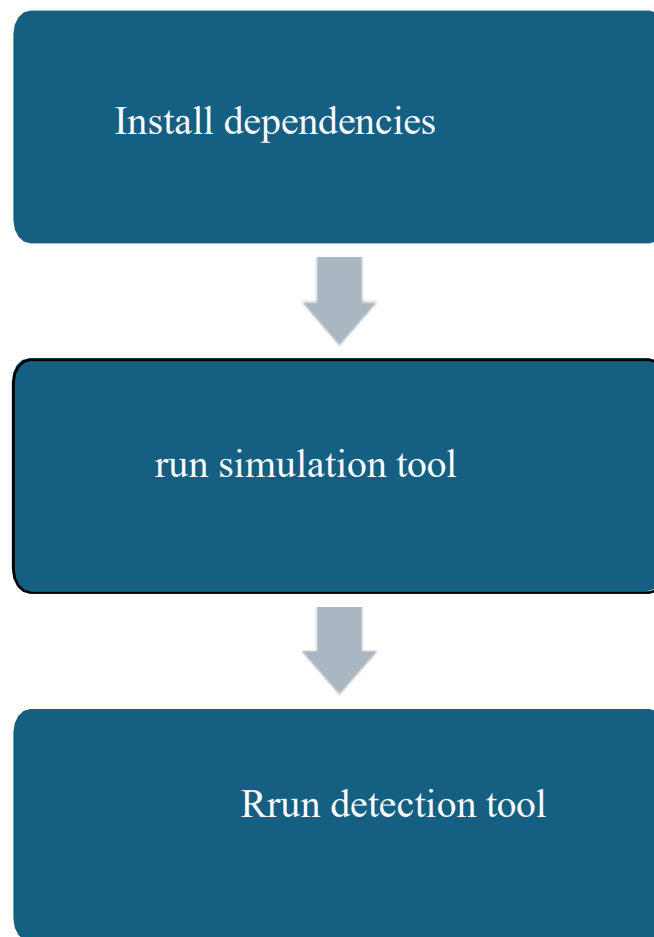 Install dependencies
run simulation tool
Rrun detection tool